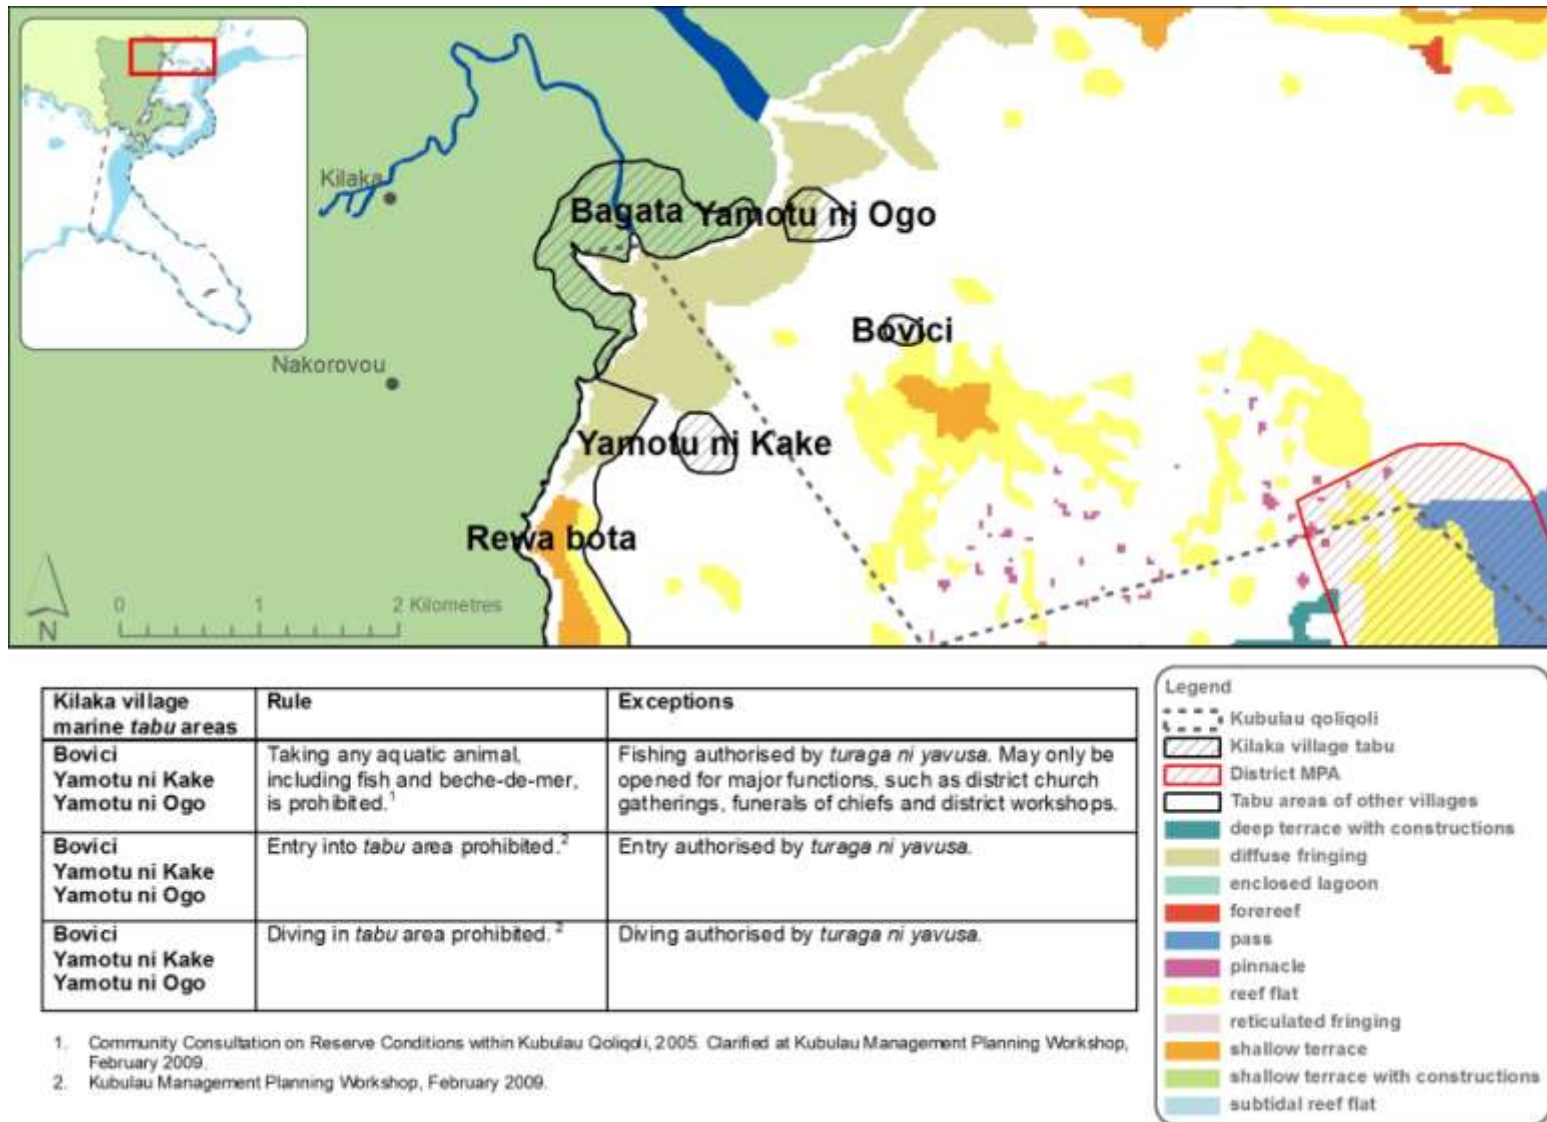 Kilaka
Bagata
Yamotu ni Ogo
Bovici
Nakorovou
Yamotu ni Kake
Rewa bota
0 1 2 Kilometres
N
Kilaka village
marine tabu areas
Rule
Exceptions
Bovici
Yamotu ni Kake
Yamotu ni Ogo
Taking any aquatic animal,
including fish and beche-de-mer,
is prohibited.1
Fishing authorised by turaga ni yavusa. May only be
opened for major functions, such as district church
gatherings, funerals of chiefs and district workshops.
Bovici
Yamotu ni Kake
Yamotu ni Ogo
Entry into tabu area prohibited.2
Entry authorised by turaga ni yavusa.
Bovici
Yamotu ni Kake
Yamotu ni Ogo
Diving in tabu area prohibited. 2
Diving authorised by turaga ni yavusa.
1. Community Consultation on Reserve Conditions within Kubulau Qoliqoli, 2005. Clarified at Kubulau Management Planning Workshop,
February 2009.
2. Kubulau Management Planning Workshop, February 2009.
Legend
Kubulau qoliqoli
Kilaka village tabu
District MPA
Tabu areas of other villages
deep terrace with constructions
diffuse fringing
enclosed lagoon
forereef
pass
pinnacle
reef flat
reticulated fringing
shallow terrace
shallow terrace with constructions
subtidal reef flat